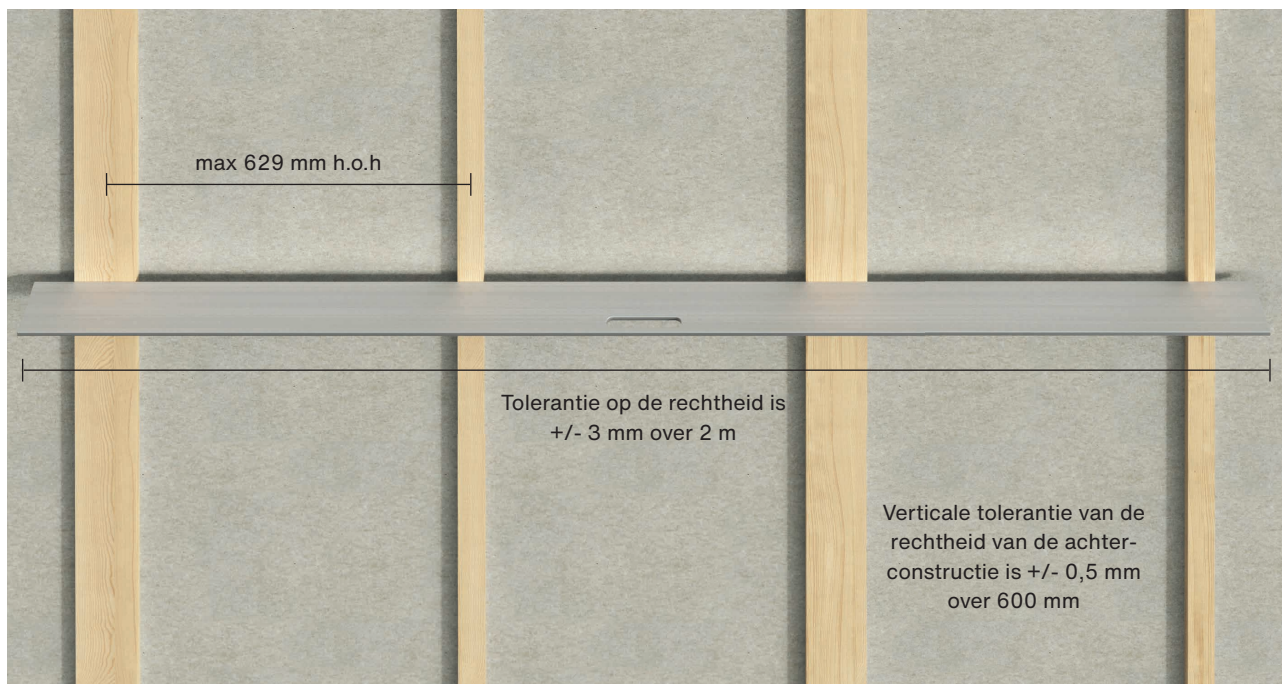 max 629 mm h.o.h
Tolerantie op de rechtheid is
+/- 3 mm over 2 m
Verticale tolerantie van de
rechtheid van de achter-
constructie is +/- 0,5 mm
over 600 mm